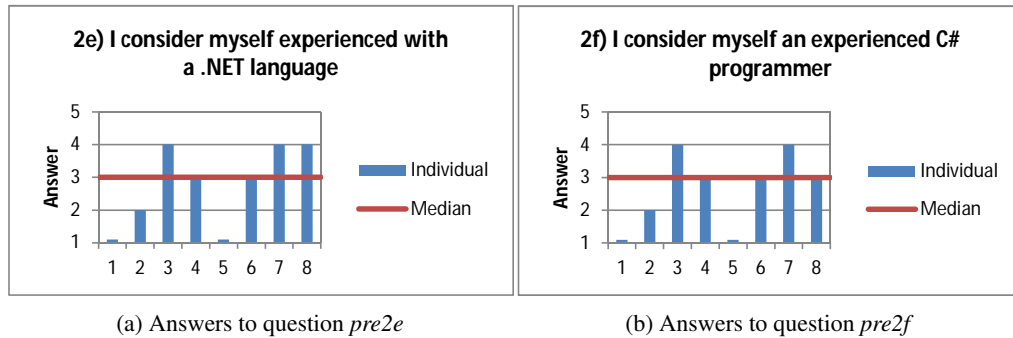 2e) I consider myself experienced with
a .NET language
5
4
3
2
1
Answer
1 2 3 4 5 6 7 8
Individual
Median
(a) Answers to question pre2e
2f) I consider myself an experienced C#
programmer
5
4
3
2
1
Answer
1 2 3 4 5 6 7 8
Individual
Median
(b) Answers to question pre2f